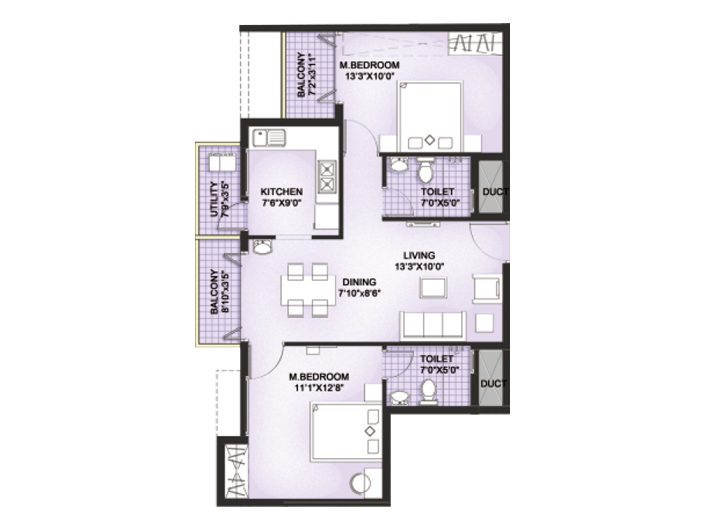 BALCONY
7'2"x3'11"
M.BEDROOM
13'3"X10'0"
KITCHEN
7'6"X9'0"
UTILITY
7'9"x3'5"
TOILET
7'0"X5'0"
DUCT
BALCONY
8'10"x3'5"
LIVING
13'3"X10'0"
DINING
7'10"x8'6"
M.BEDROOM
11'1"X12'8"
TOILET
7'0"X5'0"
DUCT